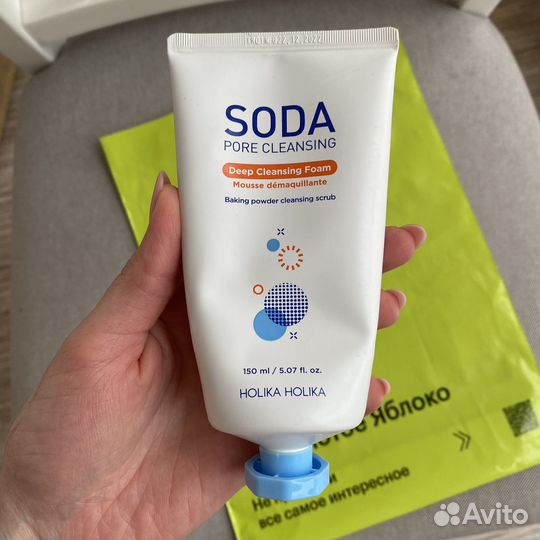 SODA
PORE CLEANSING
Deep Cleansing Foam
Mousse démaquillante
Baking powder cleansing scrub
150 ml / 5.07 fl. oz.
HOLIKA HOLIKA
Яблоко
Не
все самое интересное
Avito